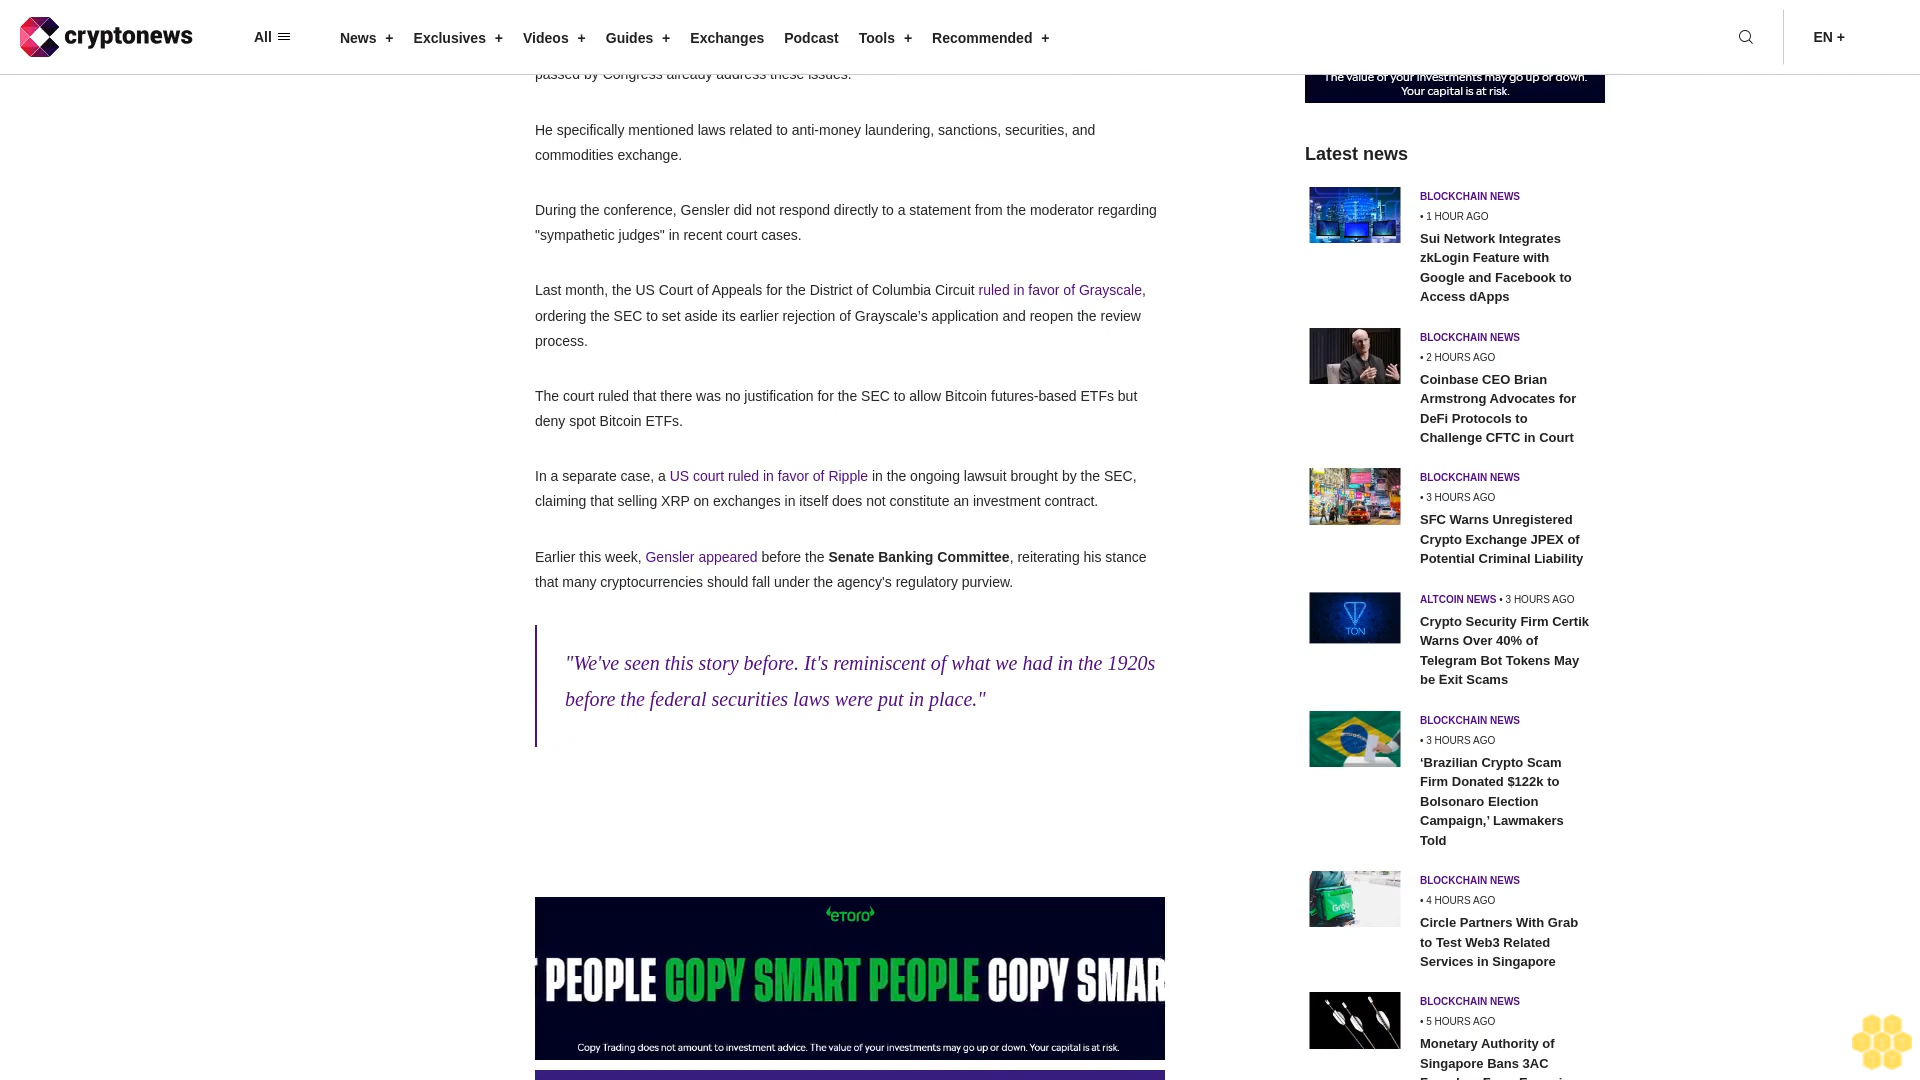 cryptonews
All
News +
Exclusives +
Videos +
Guides +
Exchanges
Podcast
Tools +
Recommended +
EN +
passed by Congress already address these issues.
He specifically mentioned laws related to anti-money laundering, sanctions, securities, and
commodities exchange.
During the conference, Gensler did not respond directly to a statement from the moderator regarding
"sympathetic judges" in recent court cases.
Last month, the US Court of Appeals for the District of Columbia Circuit ruled in favor of Grayscale,
ordering the SEC to set aside its earlier rejection of Grayscale’s application and reopen the review
process.
The court ruled that there was no justification for the SEC to allow Bitcoin futures-based ETFs but
deny spot Bitcoin ETFs.
In a separate case, a US court ruled in favor of Ripple in the ongoing lawsuit brought by the SEC,
claiming that selling XRP on exchanges in itself does not constitute an investment contract.
Earlier this week, Gensler appeared before the Senate Banking Committee, reiterating his stance
that many cryptocurrencies should fall under the agency's regulatory purview.
"We've seen this story before. It's reminiscent of what we had in the 1920s
before the federal securities laws were put in place."
eToro
PEOPLE COPY SMART PEOPLE COPY SMAR
Copy Trading does not amount to investment advice. The value of your investments may go up or down. Your capital is at risk.
The value of your investments may go up or down.
Your capital is at risk.
Latest news
BLOCKCHAIN NEWS
• 1 HOUR AGO
Sui Network Integrates
zkLogin Feature with
Google and Facebook to
Access dApps
BLOCKCHAIN NEWS
• 2 HOURS AGO
Coinbase CEO Brian
Armstrong Advocates for
DeFi Protocols to
Challenge CFTC in Court
BLOCKCHAIN NEWS
• 3 HOURS AGO
SFC Warns Unregistered
Crypto Exchange JPEX of
Potential Criminal Liability
TON
ALTCOIN NEWS • 3 HOURS AGO
Crypto Security Firm Certik
Warns Over 40% of
Telegram Bot Tokens May
be Exit Scams
BLOCKCHAIN NEWS
• 3 HOURS AGO
‘Brazilian Crypto Scam
Firm Donated $122k to
Bolsonaro Election
Campaign,’ Lawmakers
Told
Grab
BLOCKCHAIN NEWS
• 4 HOURS AGO
Circle Partners With Grab
to Test Web3 Related
Services in Singapore
BLOCKCHAIN NEWS
• 5 HOURS AGO
Monetary Authority of
Singapore Bans 3AC